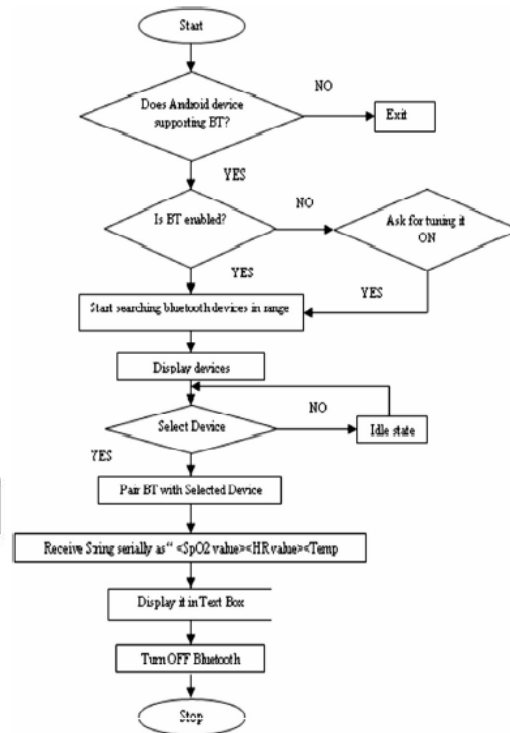 Start
Does Android device
supporting BT?
NO
Exit
YES
Is BT enabled?
NO
Ask for tuning it
ON
YES
YES
Start searching bluetooth devices in range
Display devices
Select Device
NO
Idle state
YES
Pair BT with Selected Device
Receive String serially as“ <SpO2 value><HR value><Temp
Display it in Text Box
Turn OFF Bluetooth
Stop